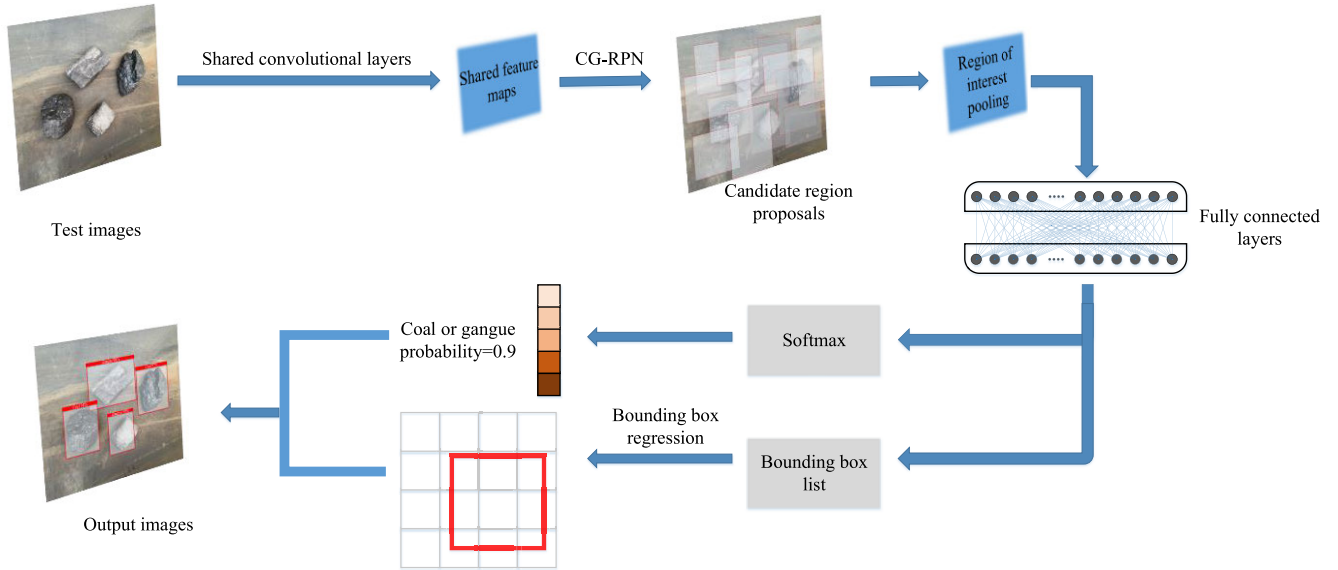 Shared convolutional layers
Shared feature
maps
CG-RPN
Region of
interest
pooling
Candidate region
proposals
Test images
Fully connected
layers
Coal or gangue
probability=0.9
Softmax
Bounding box
regression
Bounding box
list
Output images